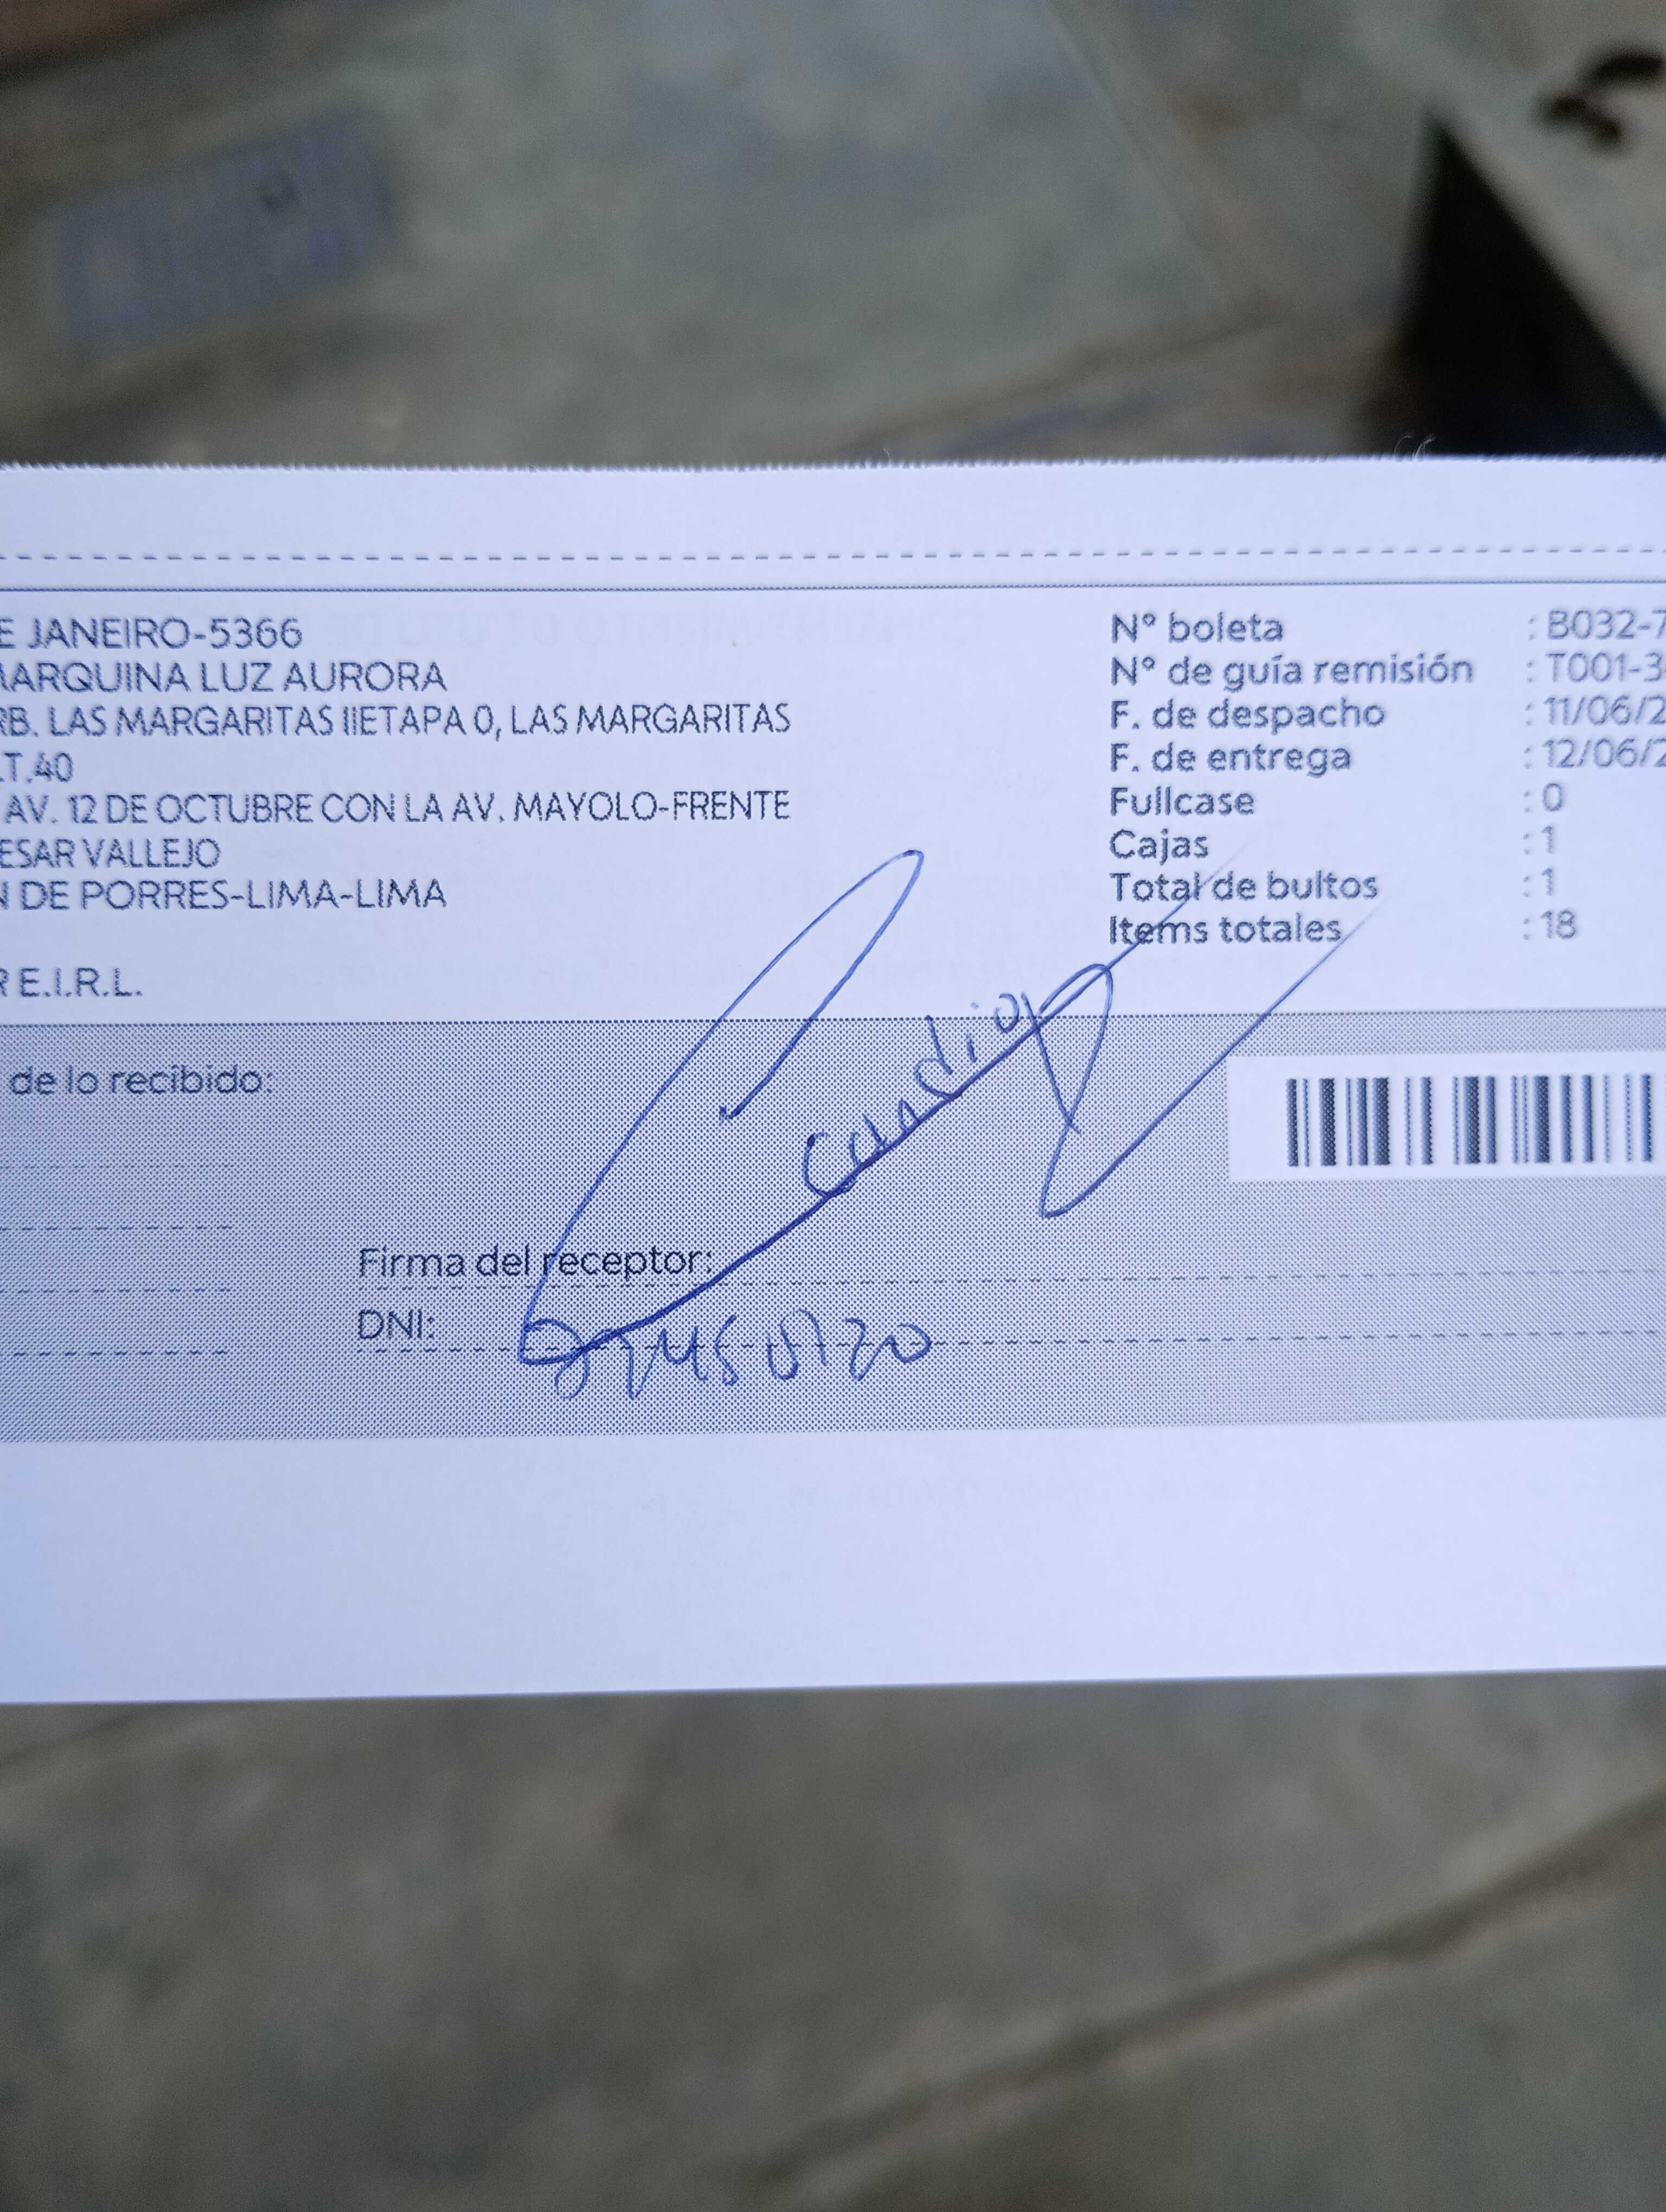 E JANEIRO-5366
MARQUINA LUZ AURORA
RB. LAS MARGARITAS IIETAPA 0, LAS MARGARITAS
LT.40
AV. 12 DE OCTUBRE CON LA AV. MAYOLO-FRENTE
ESAR VALLEJO
N DE PORRES-LIMA-LIMA
R E.I.R.L.
Nº boleta : B032-7
Nº de guía remisión : T001-3
F. de despacho : 11/06/2
F. de entrega : 12/06/2
Fullcase : 0
Cajas : 1
Total de bultos : 1
Items totales : 18
de lo recibido:
Firma del receptor:
DNI: